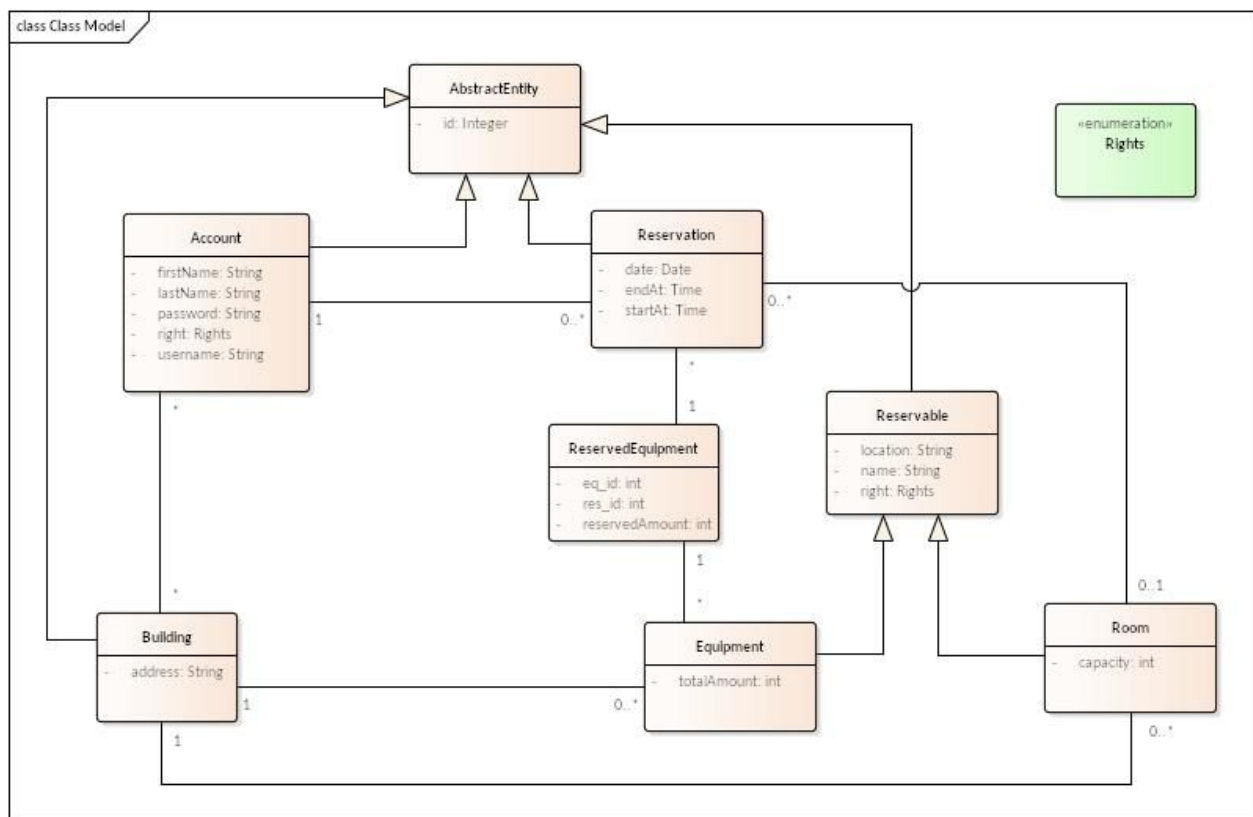 class Class Model
AbstractEntity
- id: Integer
«enumeration»
Rights
Account
- firstName: String
- lastName: String
- password: String
- right: Rights
- username: String
Reservation
- date: Date
- endAt: Time
- startAt: Time
1
0..*
0..*
*
*
1
ReservedEquipment
- eq_id: int
- res_id: int
- reservedAmount: int
Reservable
- location: String
- name: String
- right: Rights
1
*
*
0..1
Building
- address: String
Equipment
- totalAmount: int
Room
- capacity: int
1
0..*
1
0..*